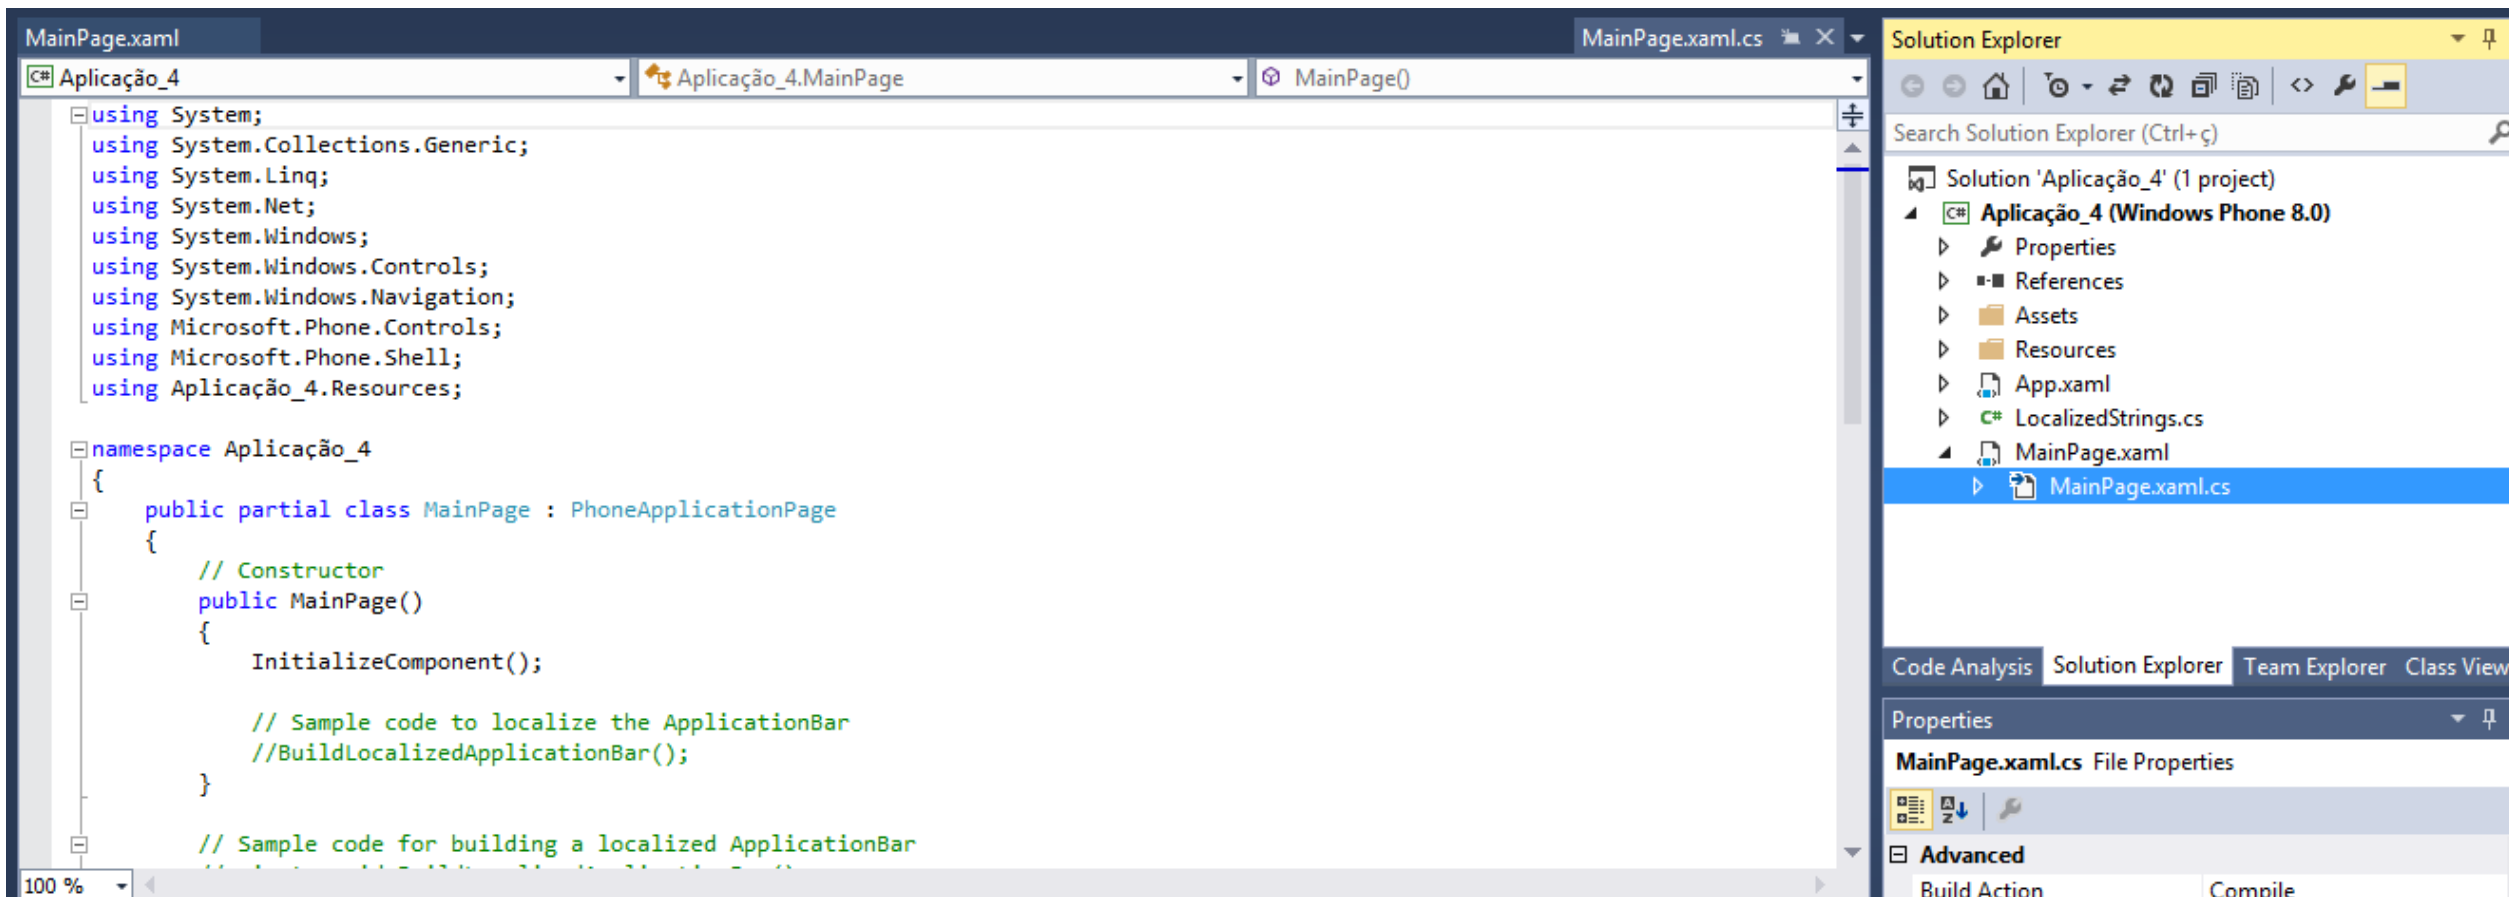 MainPage.xaml
MainPage.xaml.cs
C# Aplicação_4
Aplicação_4.MainPage
MainPage()
using System;
using System.Collections.Generic;
using System.Linq;
using System.Net;
using System.Windows;
using System.Windows.Controls;
using System.Windows.Navigation;
using Microsoft.Phone.Controls;
using Microsoft.Phone.Shell;
using Aplicação_4.Resources;
namespace Aplicação_4
{
public partial class MainPage : PhoneApplicationPage
{
// Constructor
public MainPage()
{
InitializeComponent();
// Sample code to localize the ApplicationBar
//BuildLocalizedApplicationBar();
}
// Sample code for building a localized ApplicationBar
100 %
Solution Explorer
Search Solution Explorer (Ctrl+ç)
Solution 'Aplicação_4' (1 project)
C# Aplicação_4 (Windows Phone 8.0)
Properties
References
Assets
Resources
App.xaml
C# LocalizedStrings.cs
MainPage.xaml
MainPage.xaml.cs
Code Analysis Solution Explorer Team Explorer Class View
Properties
MainPage.xaml.cs File Properties
Advanced
Build Action Compile